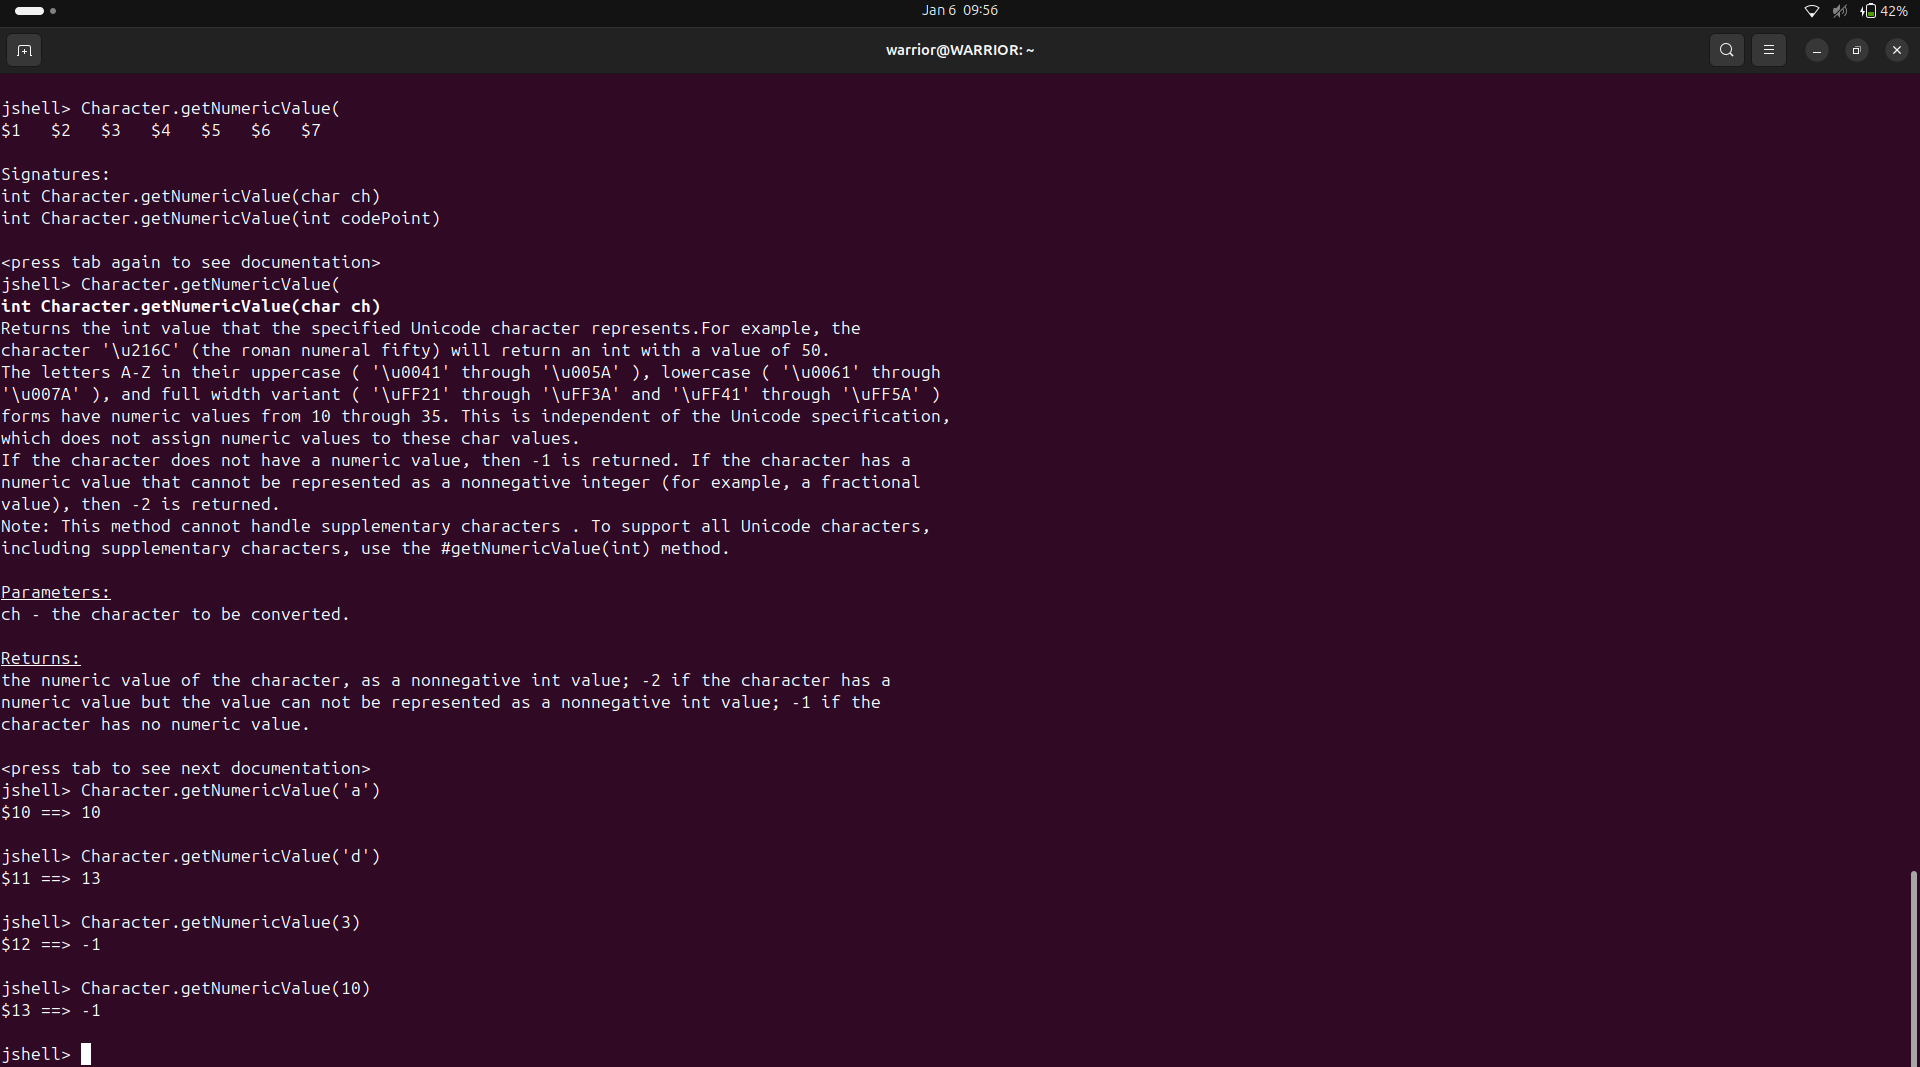 Jan 6 09:56
42%
warrior@WARRIOR: ~
jshell> Character.getNumericValue(
$1 $2 $3 $4 $5 $6 $7
Signatures:
int Character.getNumericValue(char ch)
int Character.getNumericValue(int codePoint)
<press tab again to see documentation>
jshell> Character.getNumericValue(
int Character.getNumericValue(char ch)
Returns the int value that the specified Unicode character represents.For example, the
character '\u216C' (the roman numeral fifty) will return an int with a value of 50.
The letters A-Z in their uppercase ( '\u0041' through '\u005A' ), lowercase ( '\u0061' through
'\u007A' ), and full width variant ( '\uFF21' through '\uFF3A' and '\uFF41' through '\uFF5A' )
forms have numeric values from 10 through 35. This is independent of the Unicode specification,
which does not assign numeric values to these char values.
If the character does not have a numeric value, then -1 is returned. If the character has a
numeric value that cannot be represented as a nonnegative integer (for example, a fractional
value), then -2 is returned.
Note: This method cannot handle supplementary characters . To support all Unicode characters,
including supplementary characters, use the #getNumericValue(int) method.
Parameters:
ch - the character to be converted.
Returns:
the numeric value of the character, as a nonnegative int value; -2 if the character has a
numeric value but the value can not be represented as a nonnegative int value; -1 if the
character has no numeric value.
<press tab to see next documentation>
jshell> Character.getNumericValue('a')
$10 ==> 10
jshell> Character.getNumericValue('d')
$11 ==> 13
jshell> Character.getNumericValue(3)
$12 ==> -1
jshell> Character.getNumericValue(10)
$13 ==> -1
jshell>